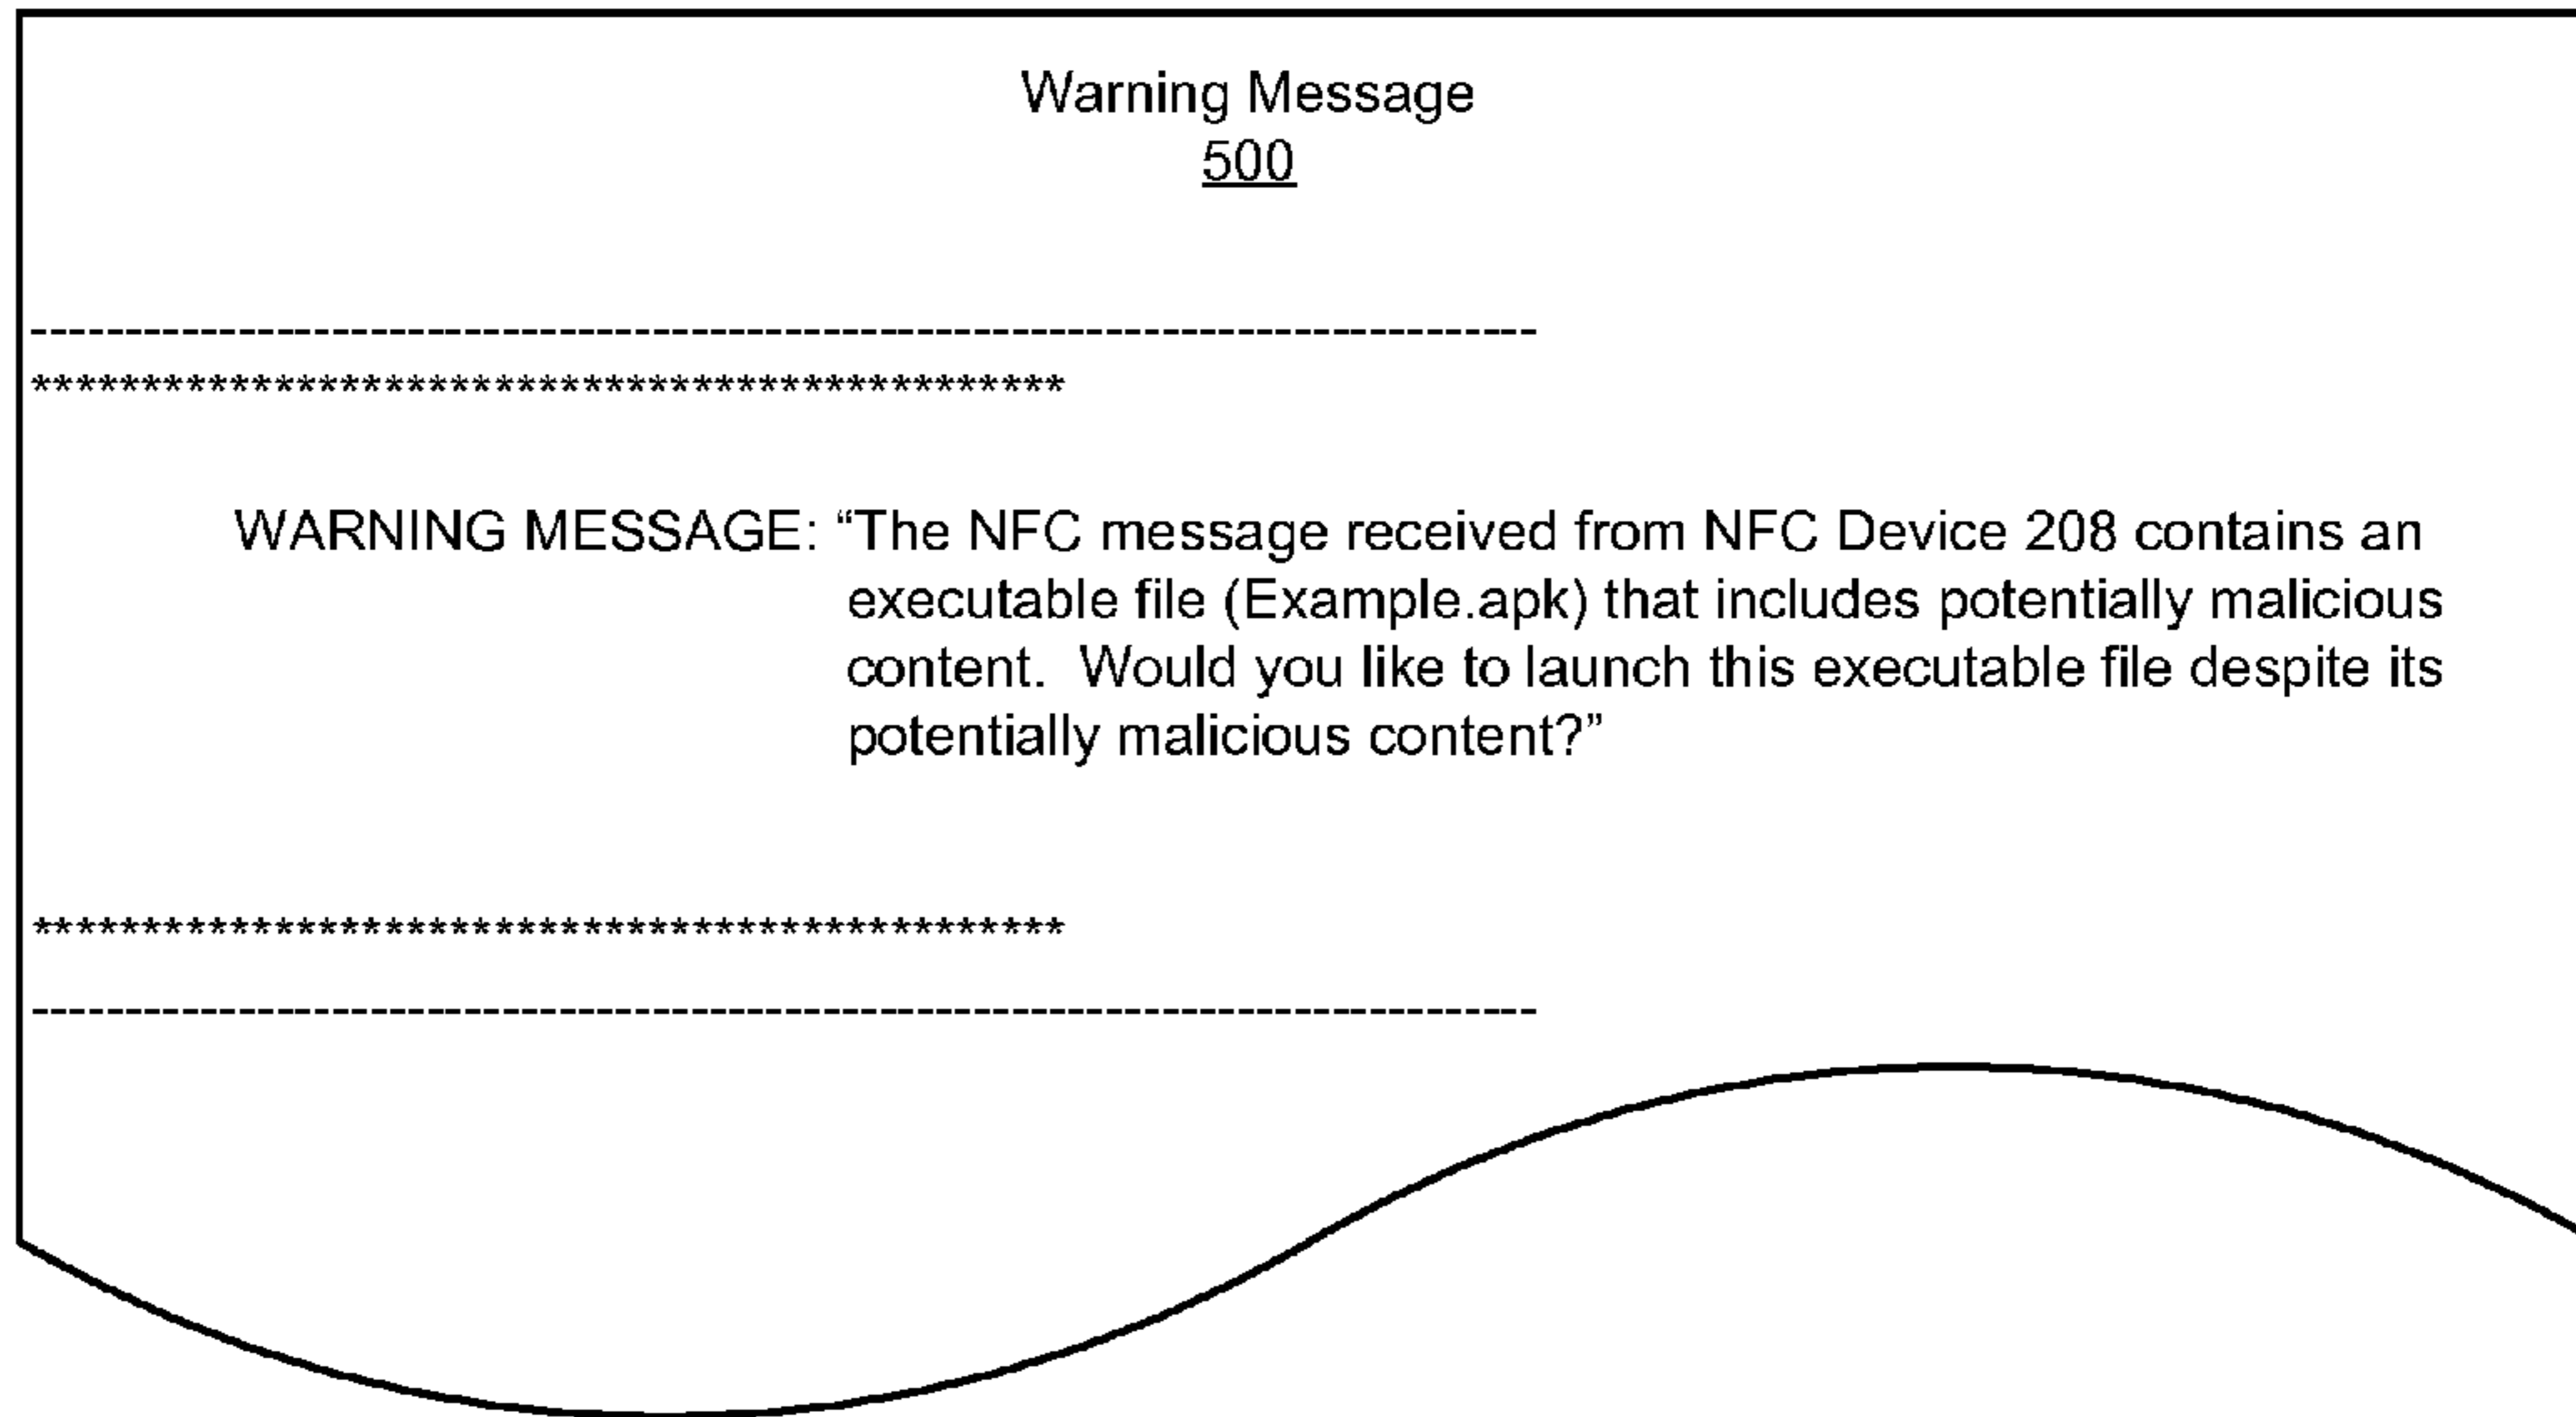 Warning Message
500
--------------------------------------------------------------------------------
***********************************************
WARNING MESSAGE: “The NFC message received from NFC Device 208 contains an
executable file (Example.apk) that includes potentially malicious
content.  Would you like to launch this executable file despite its
potentially malicious content?”
***********************************************
--------------------------------------------------------------------------------